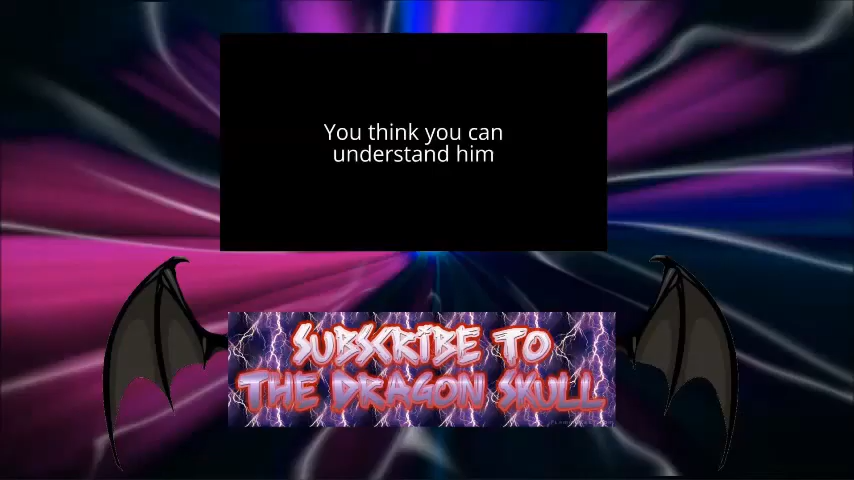 You think you can
understand him
SUBSCRIBE TO
THE DRAGON SKULL